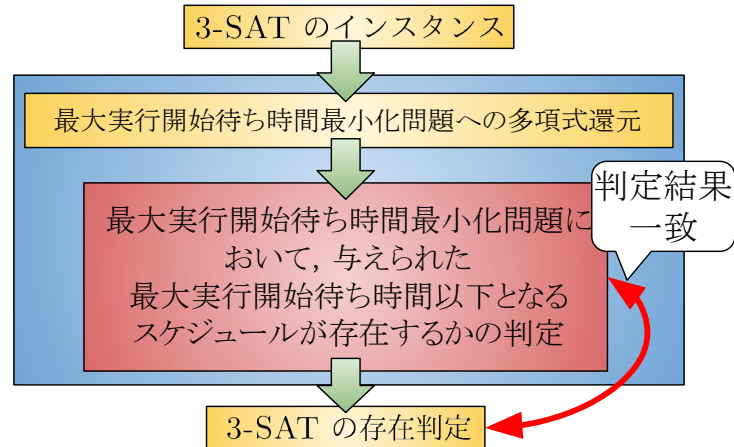 3-SAT のインスタンス
最大実行開始待ち時間最小化問題への多項式還元
判定結果
一致
最大実行開始待ち時間最小化問題に
おいて, 与えられた
最大実行開始待ち時間以下となる
スケジュールが存在するかの判定
3-SAT の存在判定